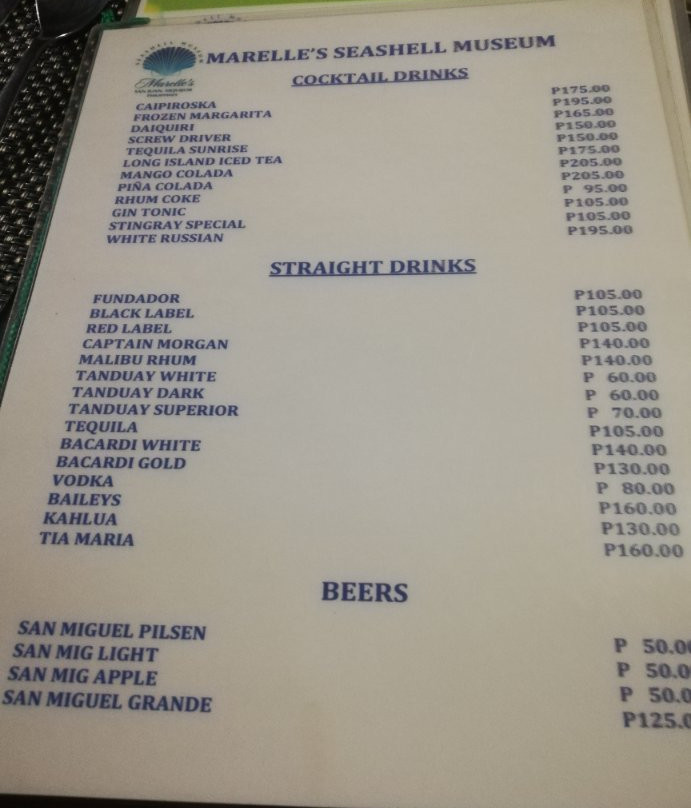 SEASHELL MUSEUM
Marelle's
MARELLE'S SEASHELL MUSEUM
COCKTAIL DRINKS
CAIPIROSKA P175.00
FROZEN MARGARITA P195.00
DAIQUIRI P165.00
SCREW DRIVER P150.00
TEQUILA SUNRISE P150.00
LONG ISLAND ICED TEA P175.00
MANGO COLADA P205.00
PIÑA COLADA P205.00
RHUM COKE P 95.00
GIN TONIC P105.00
STINGRAY SPECIAL P105.00
WHITE RUSSIAN P195.00
STRAIGHT DRINKS
FUNDADOR P105.00
BLACK LABEL P105.00
RED LABEL P105.00
CAPTAIN MORGAN P140.00
MALIBU RHUM P140.00
TANDUAY WHITE P 60.00
TANDUAY DARK P 60.00
TANDUAY SUPERIOR P 70.00
TEQUILA P105.00
BACARDI WHITE P140.00
BACARDI GOLD P130.00
VODKA P 80.00
BAILEYS P160.00
KAHLUA P130.00
TIA MARIA P160.00
BEERS
SAN MIGUEL PILSEN P 50.00
SAN MIG LIGHT P 50.0
SAN MIG APPLE P 50.0
SAN MIGUEL GRANDE P125.0